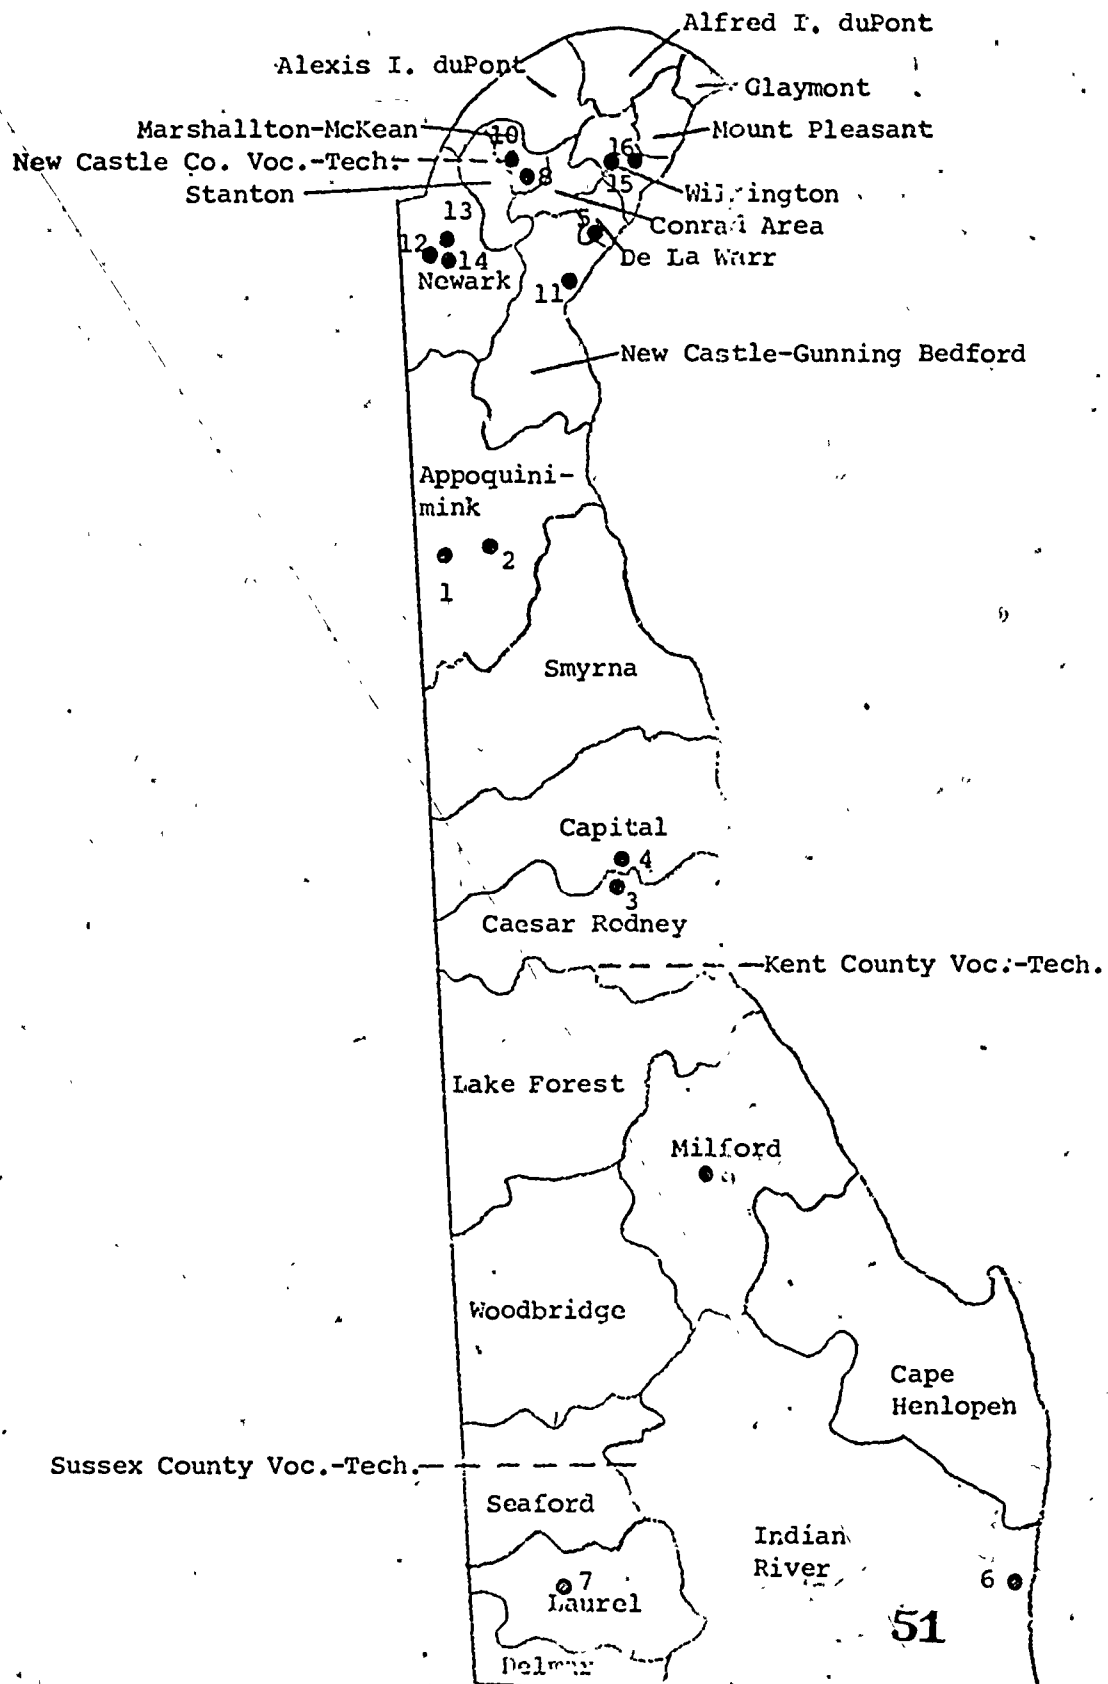 Alfred I. duPont
Alexis I. duPont
Glaymont
Marshallton-McKean
10
Mount Pleasant
16
New Castle Co. Voc.-Tech.
8
15
Stanton
13
5
Conrad Area
12
14
De La Warr
Newark
11
New Castle-Gunning Bedford
Appoquini-
mink
2
1
Smyrna
Capital
4
3
Caesar Rodney
Kent County Voc.-Tech.
Lake Forest
Milford
Woodbridge
Cape
Henlopen
Sussex County Voc.-Tech.
Seaford
Indian
River
6
7
Laurel
51
Delmar